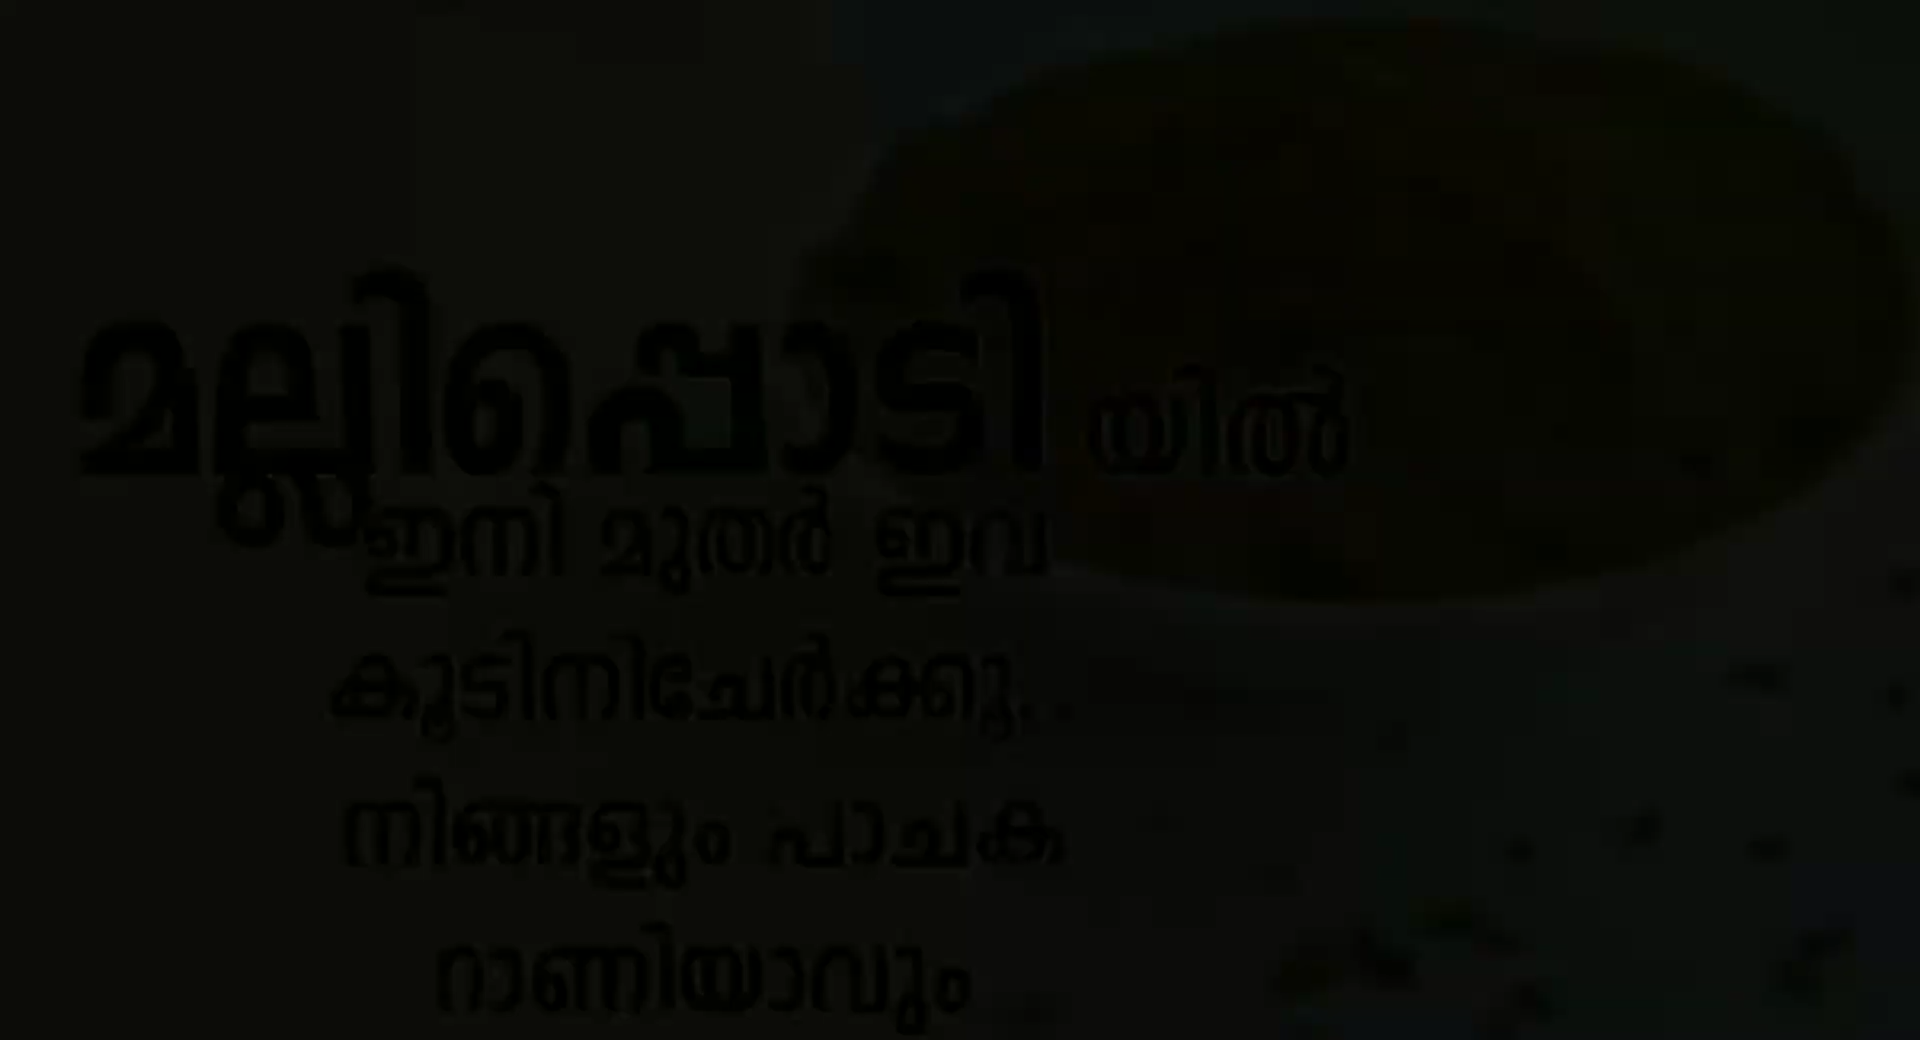 മല്ലിപ്പൊടി യിൽ
ഇനി മുതൽ ഇവ
കൂടിനിചേർക്കു.
നിങ്ങളും പാചക
റാണിയാവും